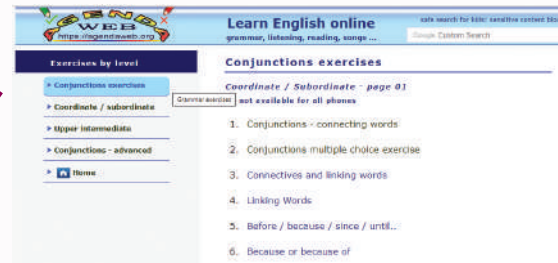 AGENDA
WEB
https://agendaweb.org
Learn English online
grammar, listening, reading, songs ...
safe search for kids! sensitive content blo
Google Custom Search
Exercises by level
Conjunctions exercises
Coordinate / subordinate
Upper intermediate
Conjunctions - advanced
Home
Grammar exercises
Conjunctions exercises
Coordinate / Subordinate - page 01
not available for all phones
1. Conjunctions - connecting words
2. Conjunctions multiple choice exercise
3. Connectives and linking words
4. Linking Words
5. Before / because / since / until..
6. Because or because of